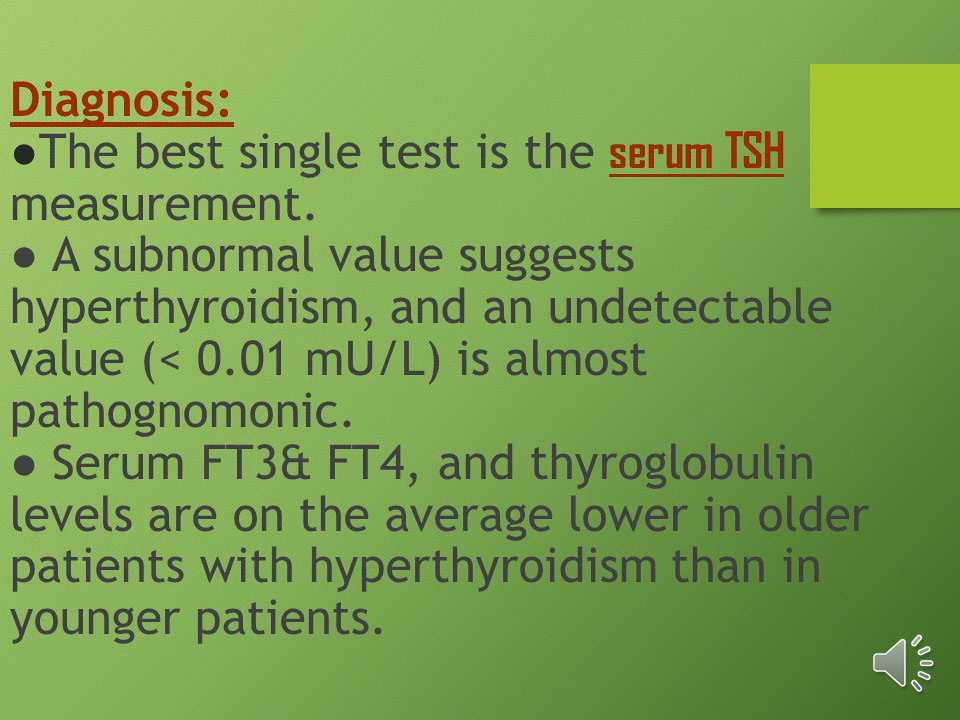 Diagnosis:
●The best single test is the serum TSH
measurement.
● A subnormal value suggests
hyperthyroidism, and an undetectable
value (< 0.01 mU/L) is almost
pathognomonic.
● Serum FT3& FT4, and thyroglobulin
levels are on the average lower in older
patients with hyperthyroidism than in
younger patients.